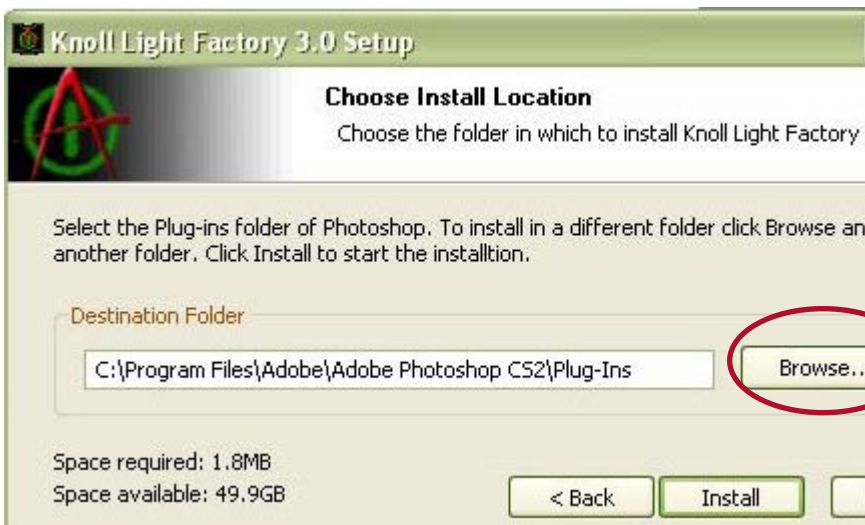 Knoll Light Factory 3.0 Setup
Choose Install Location
Choose the folder in which to install Knoll Light Factory
Select the Plug-ins folder of Photoshop. To install in a different folder click Browse an
another folder. Click Install to start the installtion.
Destination Folder
C:\Program Files\Adobe\Adobe Photoshop CS2\Plug-Ins
Browse..
Space required: 1.8MB
Space available: 49.9GB
< Back
Install